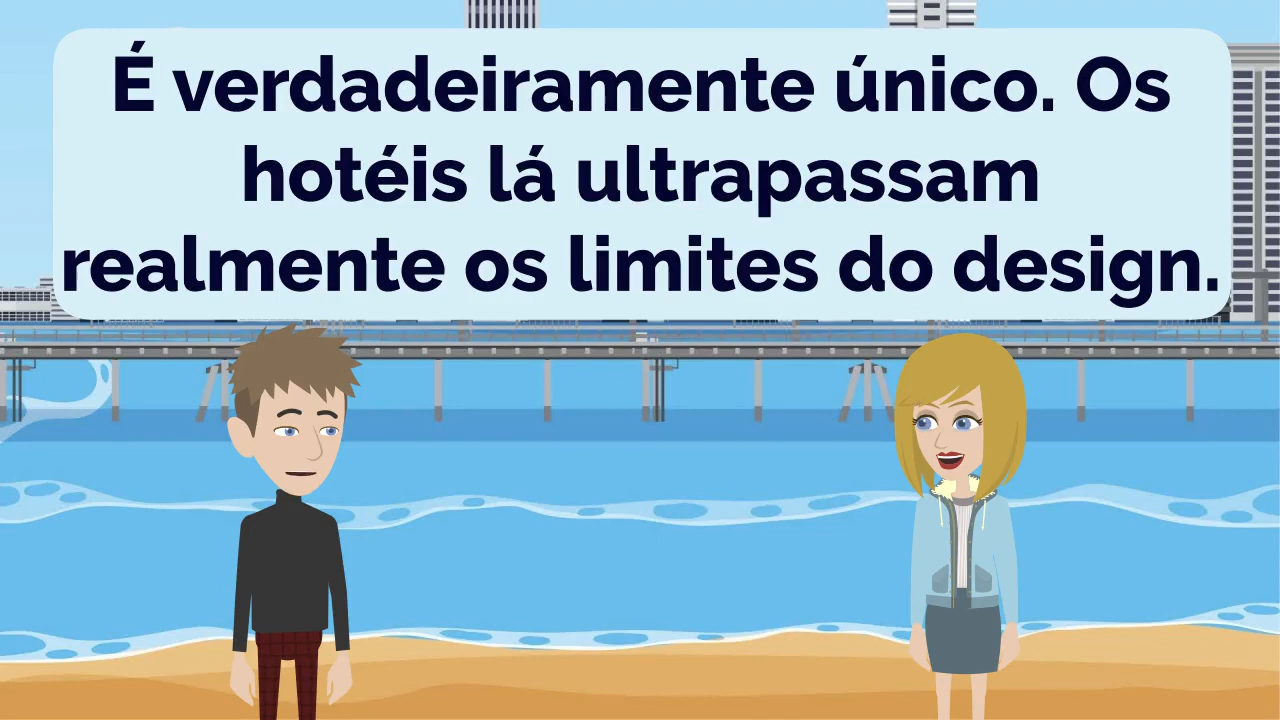 É verdadeiramente único. Os
hotéis lá ultrapassam
realmente os limites do design.